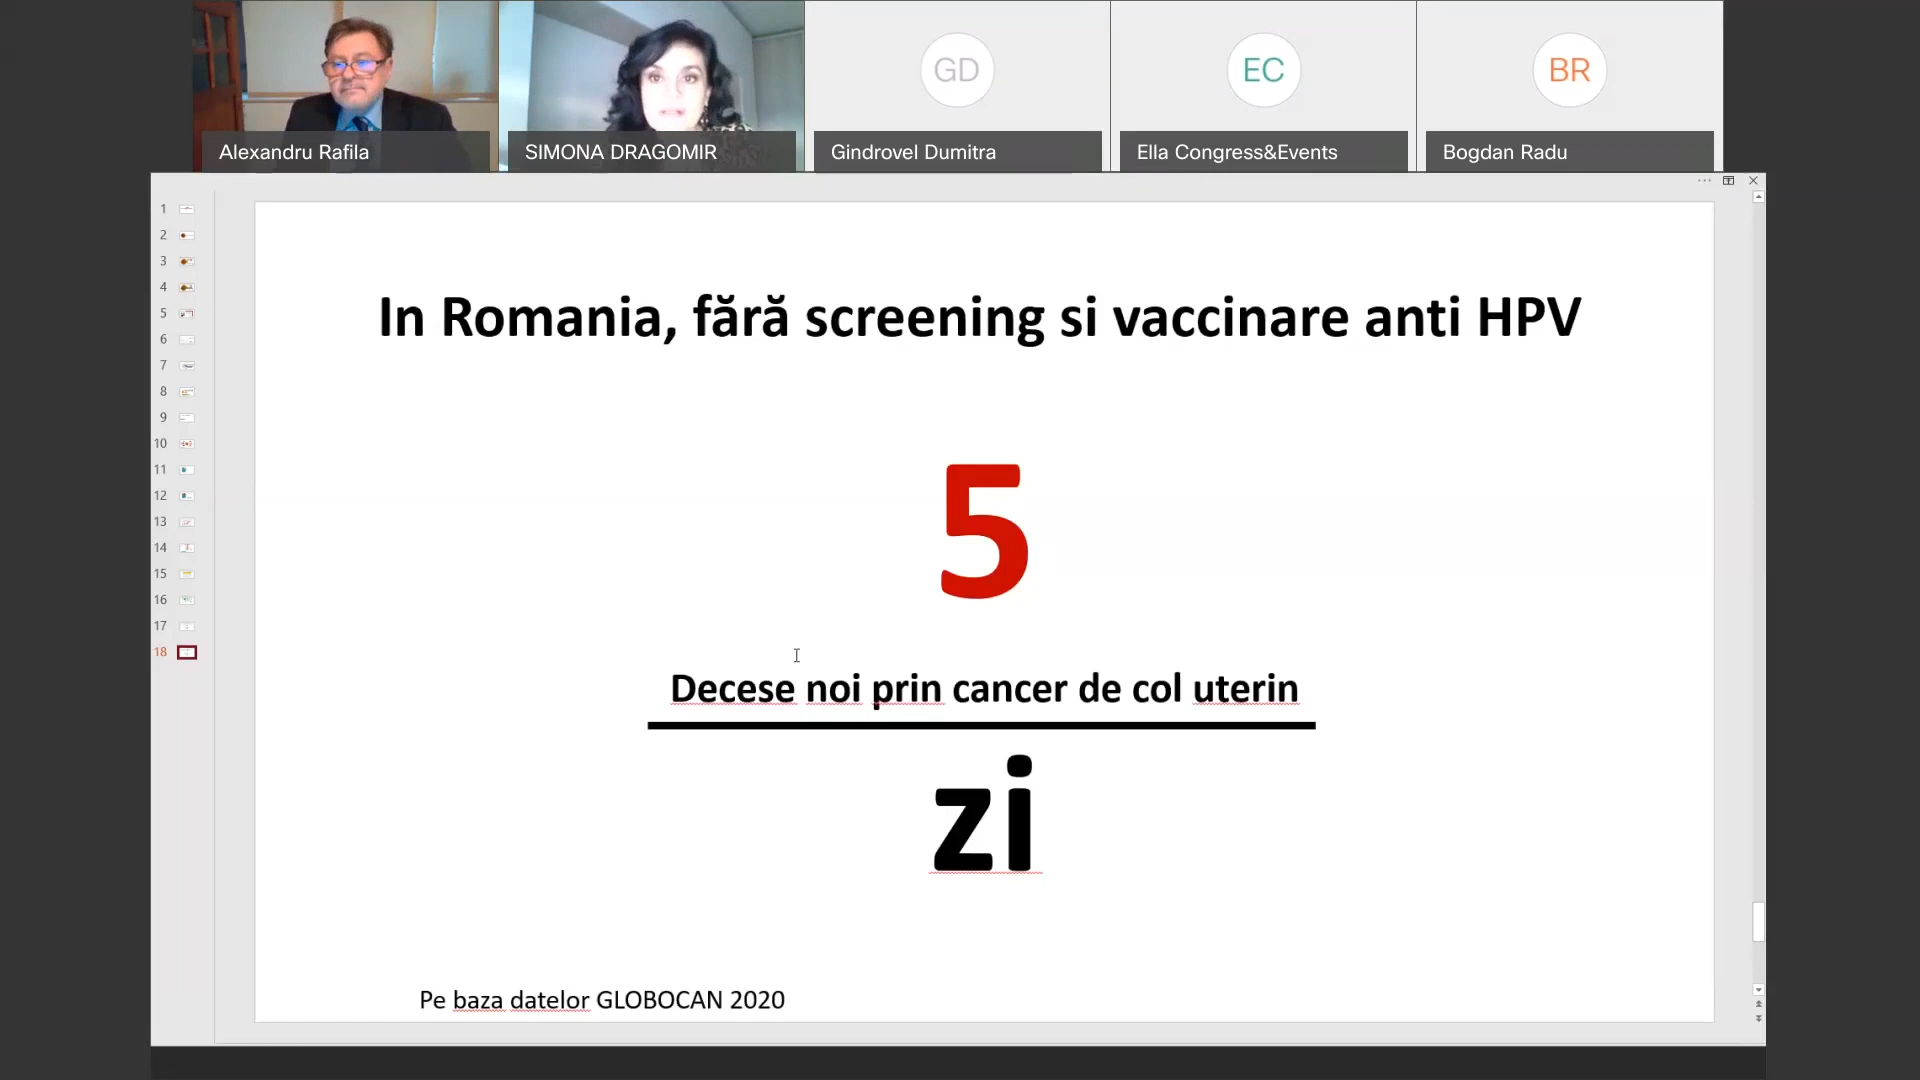 GD
EC
BR
Alexandru Rafila
SIMONA DRAGOMIR
Gindrovel Dumitra
Ella Congress&Events
Bogdan Radu
1
2
3
4
5
6
7
8
9
10
11
12
13
14
15
16
17
18
In Romania, fără screening si vaccinare anti HPV
5
Decese noi prin cancer de col uterin
zi
Pe baza datelor GLOBOCAN 2020